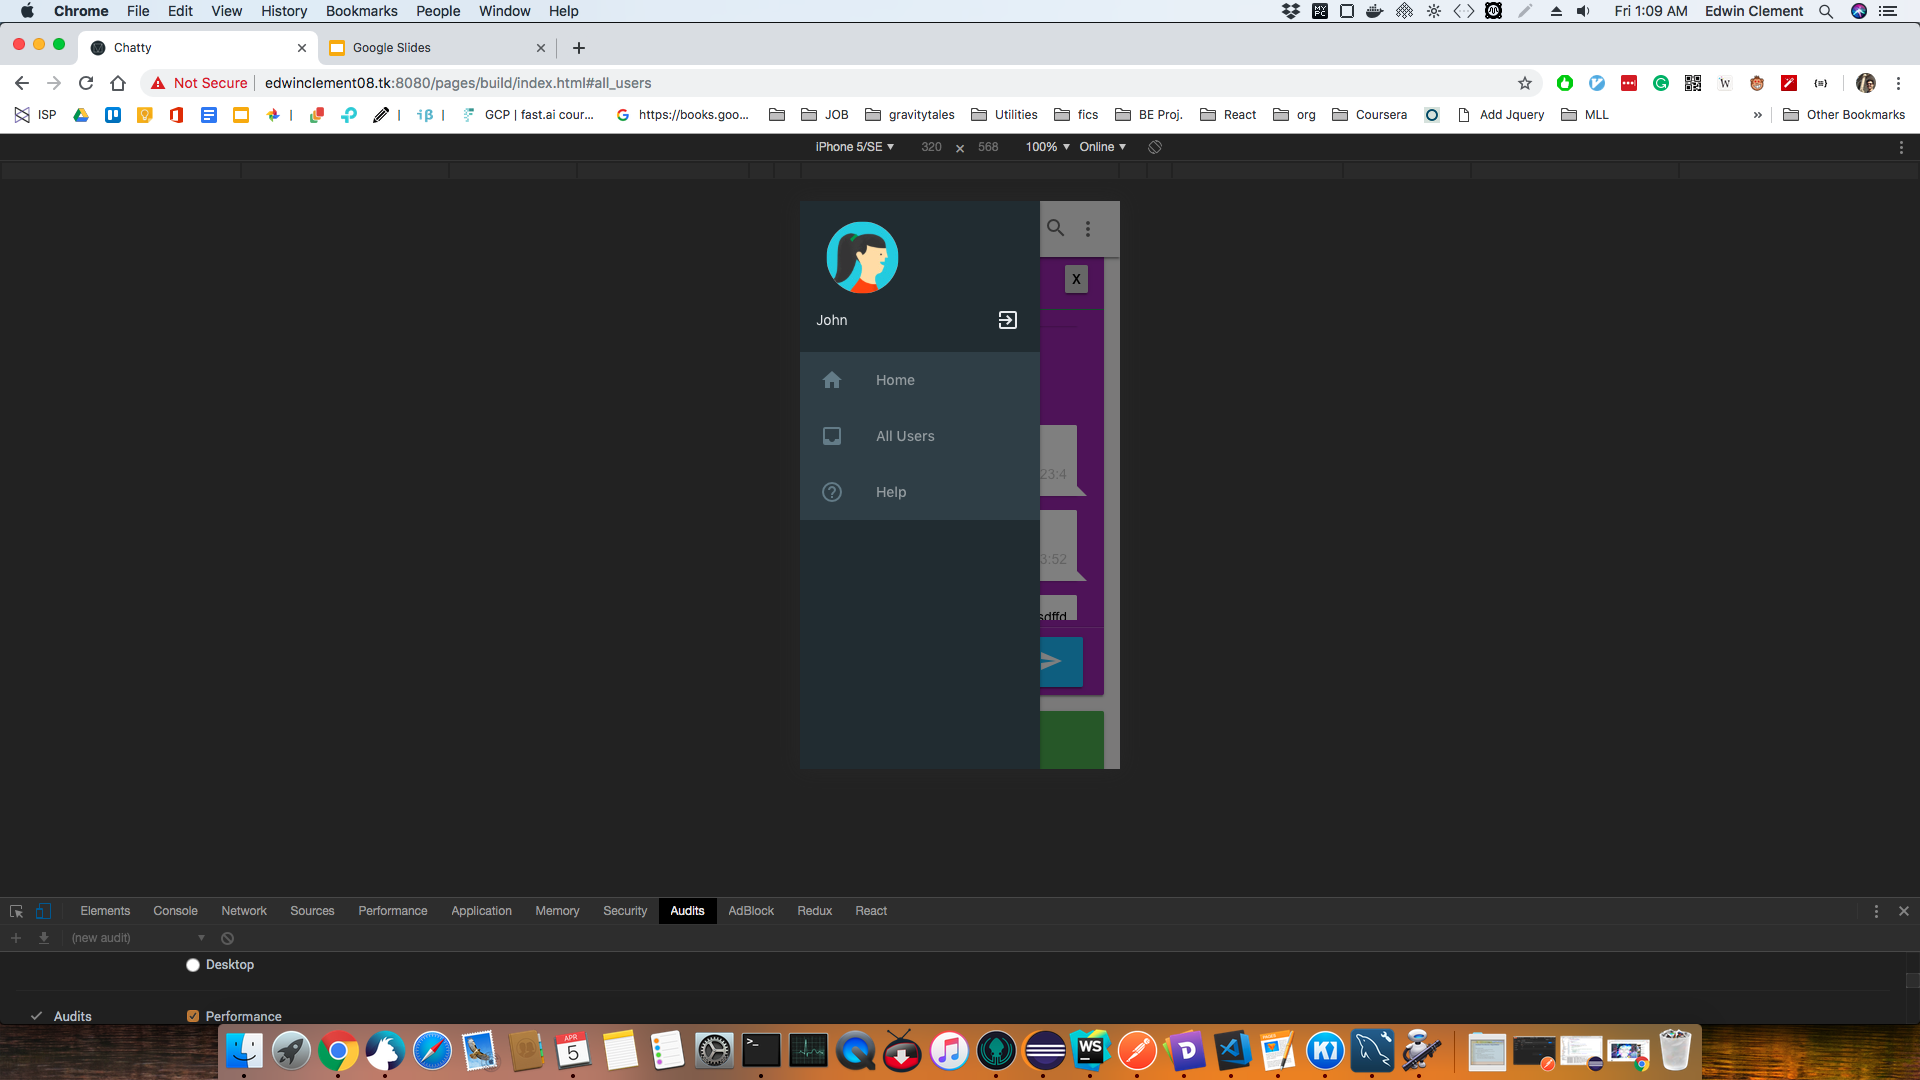 Chrome File Edit View History Bookmarks People Window Help Fri 1:09 AM Edwin Clement
Chatty Google Slides
Not Secure edwinclement08.tk:8080/pages/build/index.html#all_users
ISP GCP | fast.ai cour... https://books.goo... JOB gravitytales Utilities fics BE Proj. React org Coursera Add Jquery MLL » Other Bookmarks
iPhone 5/SE 320 × 568 100% Online
X
John
Home
All Users
Help
23:4
3:52
sdffd
Elements Console Network Sources Performance Application Memory Security Audits AdBlock Redux React
(new audit)
Desktop
Audits Performance
APR
5
WS
K1